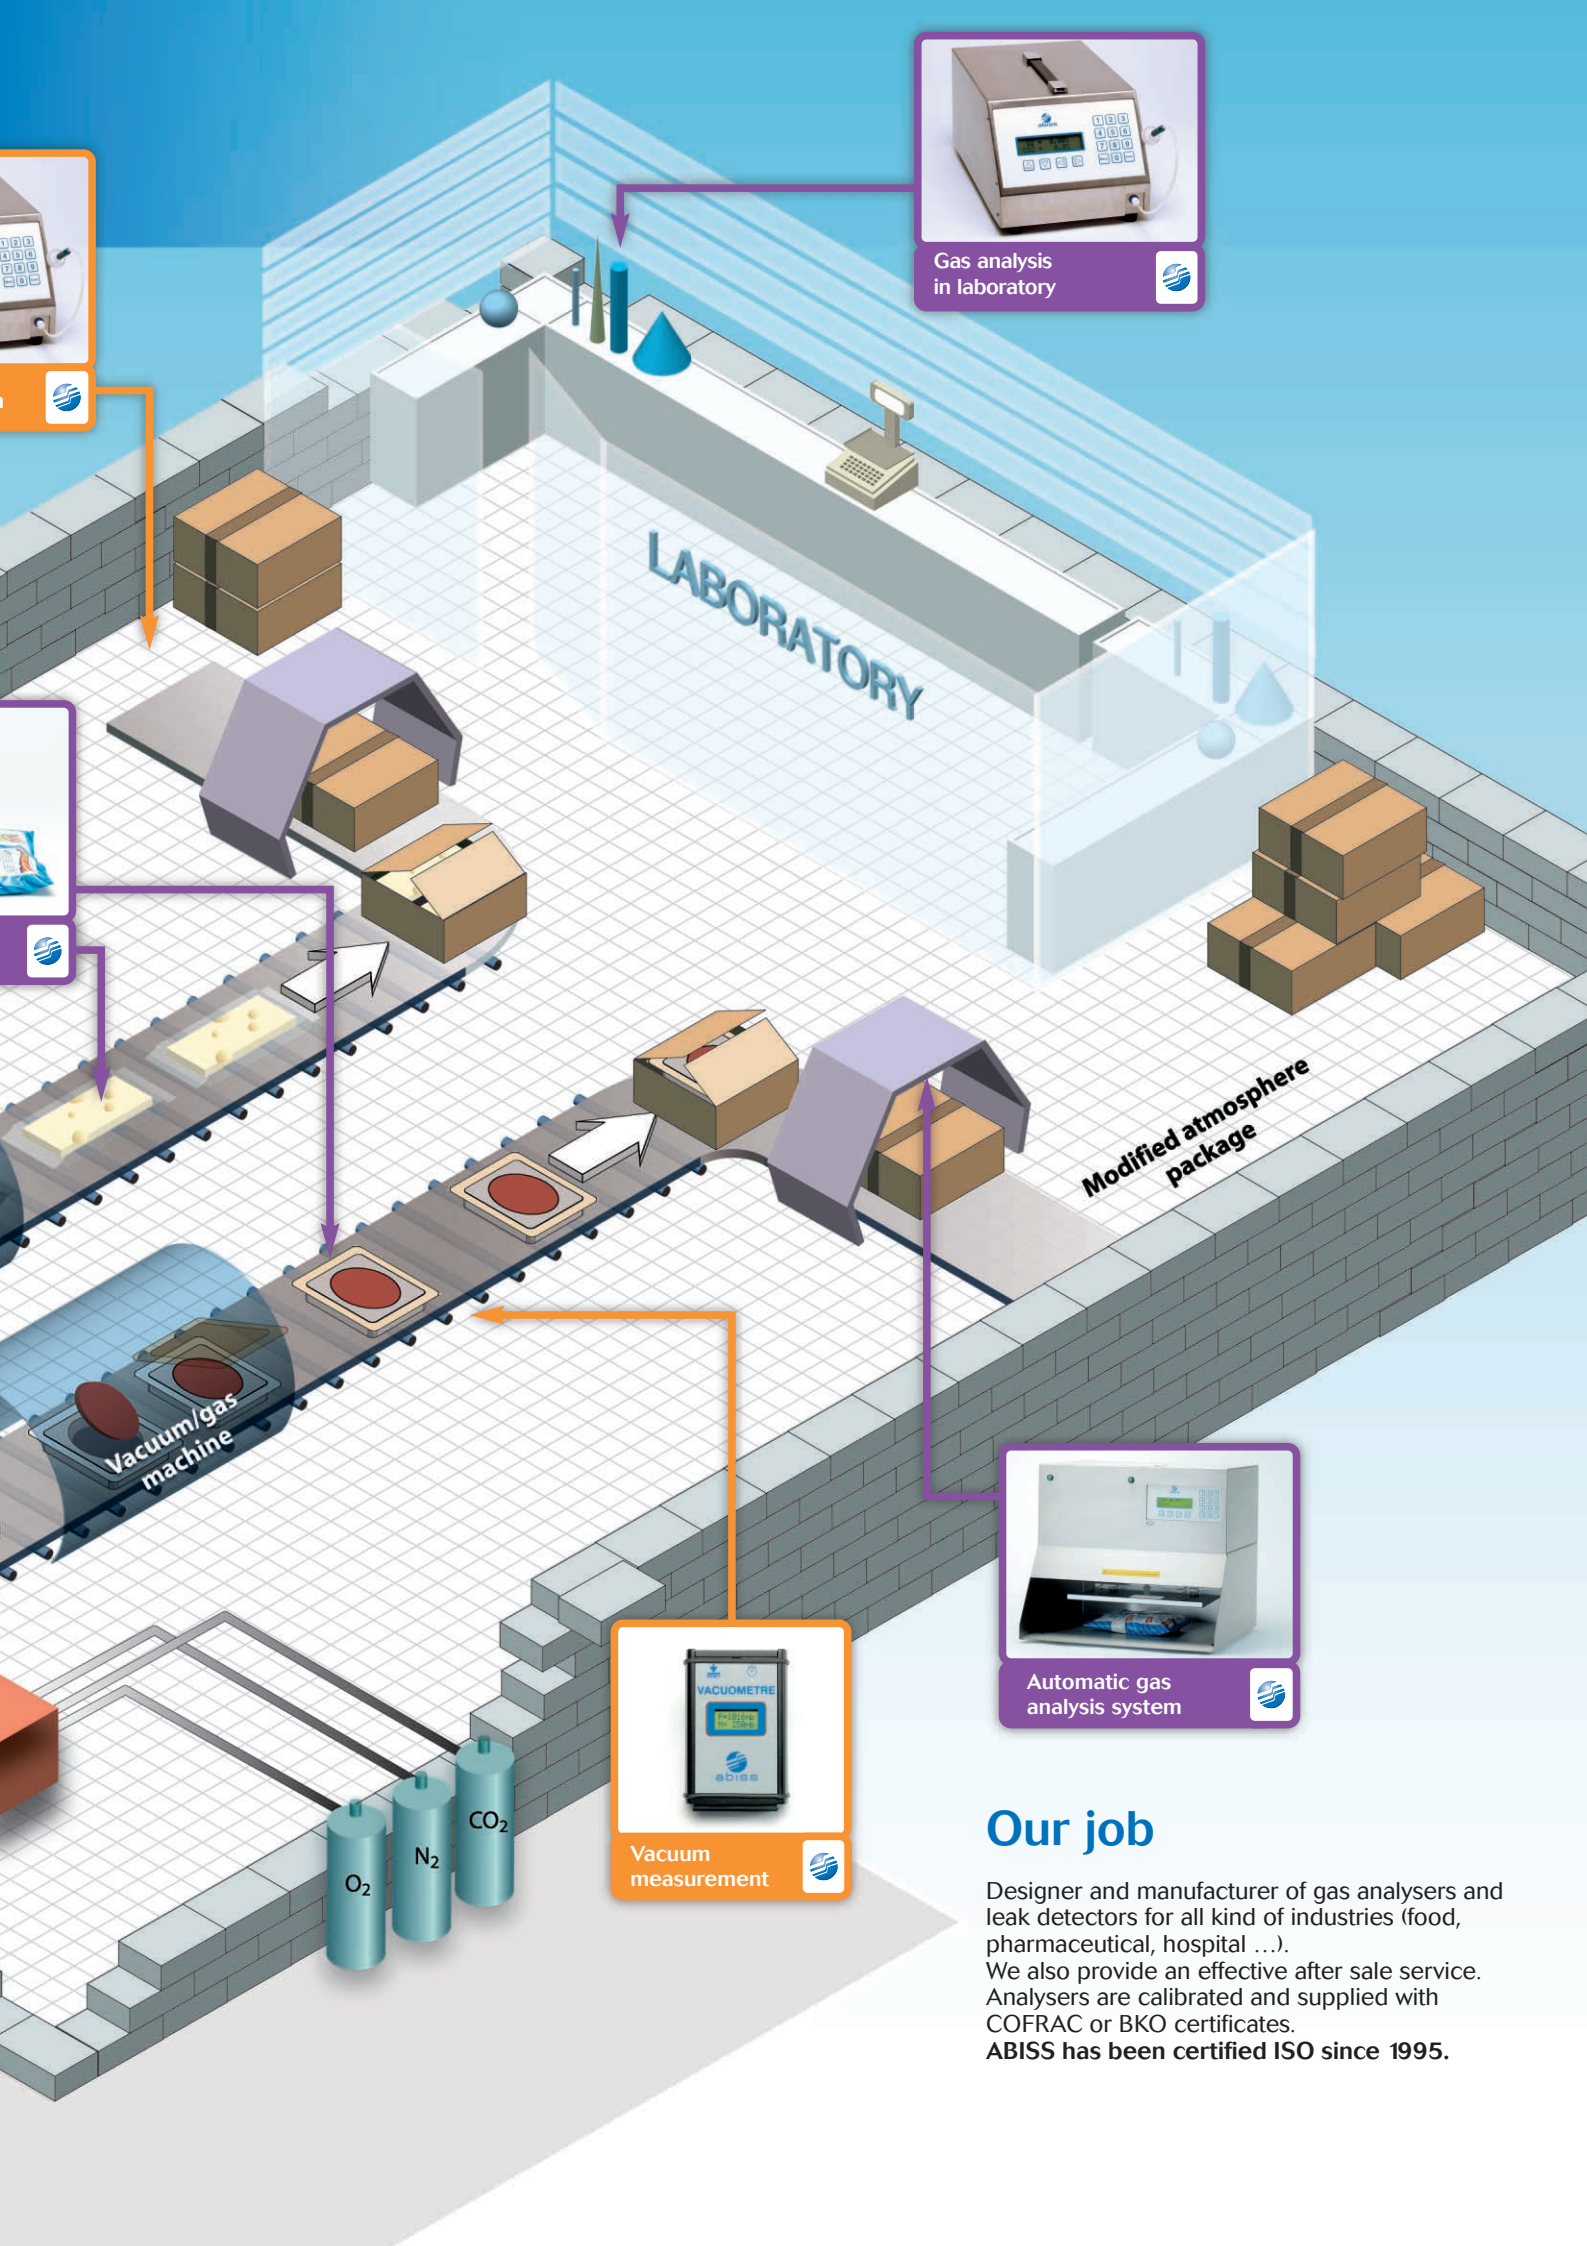 Gas analysis
in laboratory
LABORATORY
Modified atmosphere
package
Vacuum/gas
machine
VACUOMETRE
abiss
Vacuum
measurement
Automatic gas
analysis system
O₂
N₂
CO₂
Our job
Designer and manufacturer of gas analysers and
leak detectors for all kind of industries (food,
pharmaceutical, hospital ...).
We also provide an effective after sale service.
Analysers are calibrated and supplied with
COFRAC or BKO certificates.
ABISS has been certified ISO since 1995.